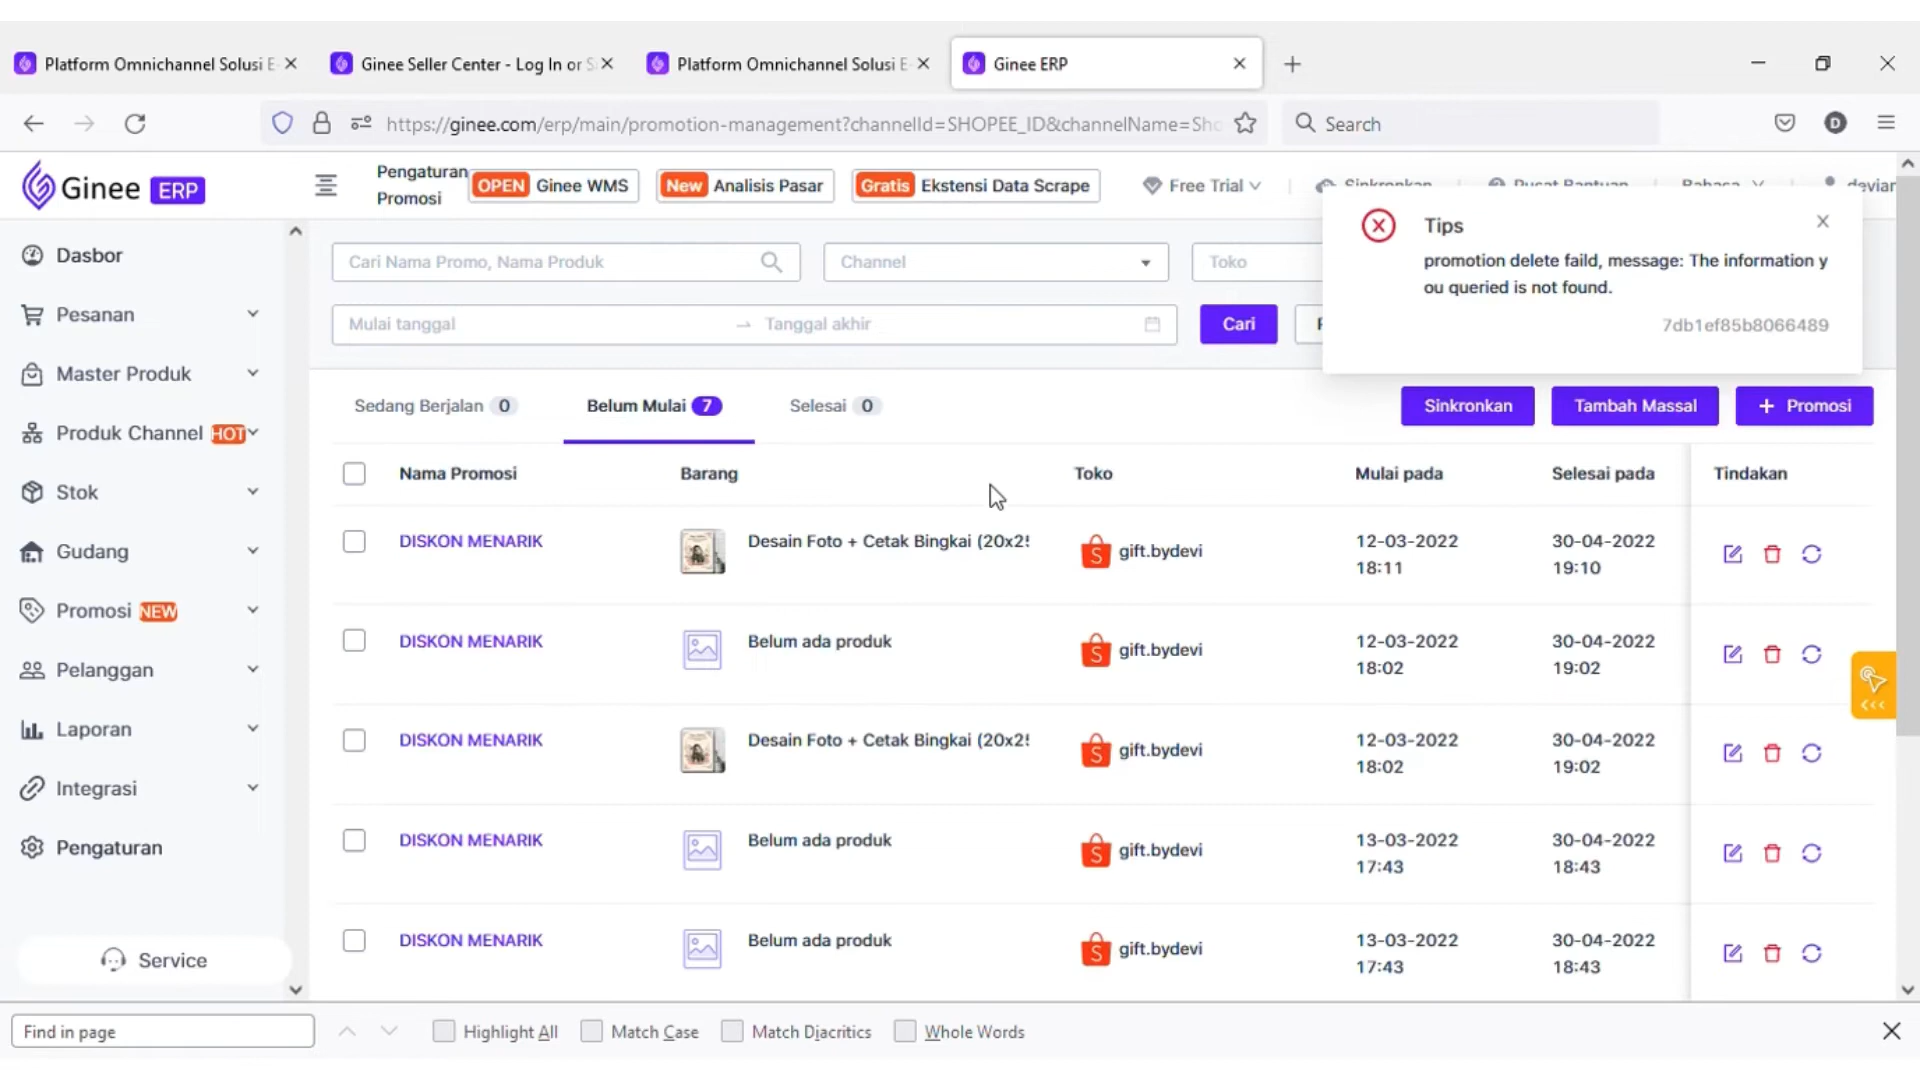 Platform Omnichannel Solusi E-
Ginee Seller Center - Log In or S
Platform Omnichannel Solusi E-
Ginee ERP
https://ginee.com/erp/main/promotion-management?channelId=SHOPEE_ID&channelName=Sho
Search
D
Ginee ERP
Pengaturan
Promosi
OPEN Ginee WMS
New Analisis Pasar
Gratis Ekstensi Data Scrape
Free Trial
Sinkronkan
Pusat Bantuan
Bahasa
devian
Tips
promotion delete faild, message: The information y
ou queried is not found.
7db1ef85b8066489
Dasbor
Pesanan
Master Produk
Produk Channel HOT
Stok
Gudang
Promosi NEW
Pelanggan
Laporan
Integrasi
Pengaturan
Service
Cari Nama Promo, Nama Produk
Channel
Toko
Mulai tanggal
Tanggal akhir
Cari
Sedang Berjalan 0
Belum Mulai 7
Selesai 0
Sinkronkan
Tambah Massal
+ Promosi
Nama Promosi
Barang
Toko
Mulai pada
Selesai pada
Tindakan
DISKON MENARIK
Desain Foto + Cetak Bingkai (20x25
gift.bydevi
12-03-2022
18:11
30-04-2022
19:10
DISKON MENARIK
Belum ada produk
gift.bydevi
12-03-2022
18:02
30-04-2022
19:02
DISKON MENARIK
Desain Foto + Cetak Bingkai (20x25
gift.bydevi
12-03-2022
18:02
30-04-2022
19:02
DISKON MENARIK
Belum ada produk
gift.bydevi
13-03-2022
17:43
30-04-2022
18:43
DISKON MENARIK
Belum ada produk
gift.bydevi
13-03-2022
17:43
30-04-2022
18:43
Find in page
Highlight All
Match Case
Match Diacritics
Whole Words